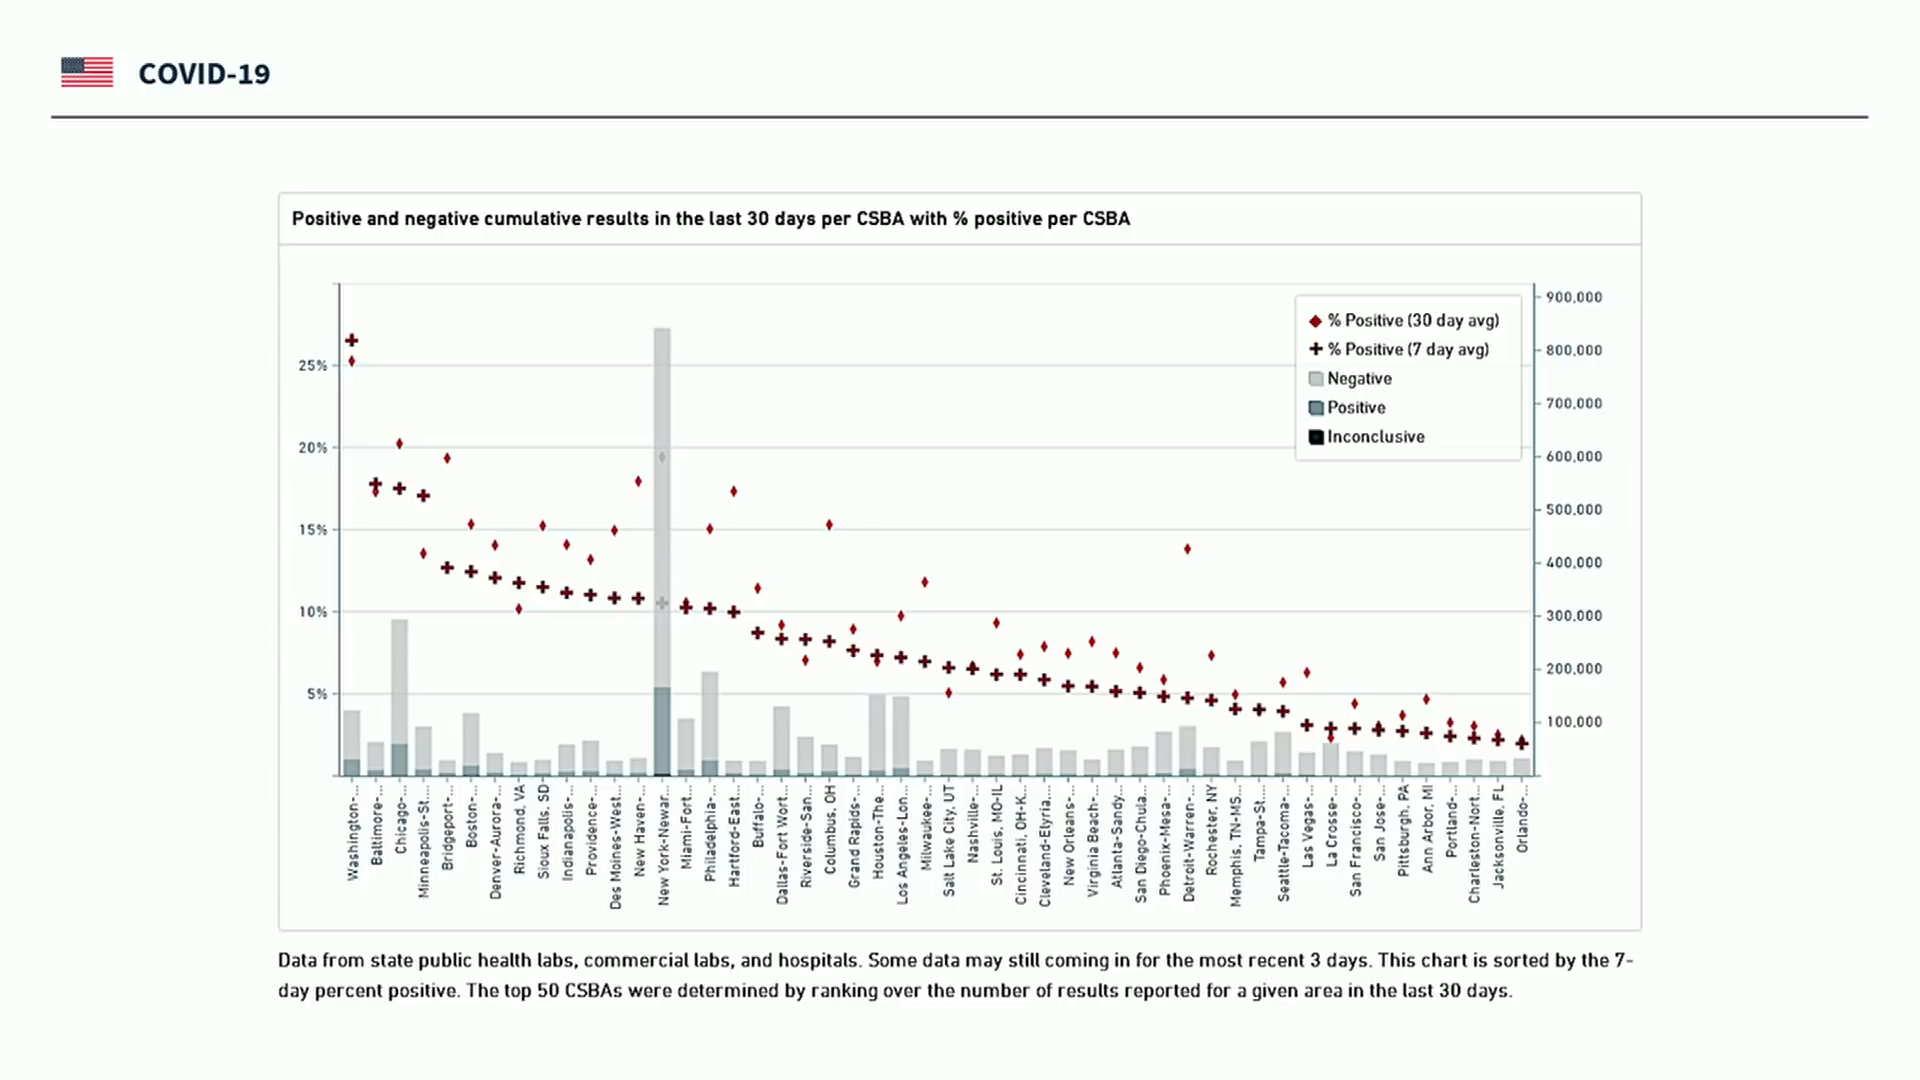 COVID-19
Positive and negative cumulative results in the last 30 days per CSBA with % positive per CSBA
% Positive (30 day avg)
% Positive (7 day avg)
Negative
Positive
Inconclusive
25%
20%
15%
10%
5%
900,000
800,000
700,000
600,000
500,000
400,000
300,000
200,000
100,000
Washington-...
Baltimore-...
Chicago-...
Minneapolis-St...
Bridgeport-...
Boston-...
Denver-Aurora-...
Richmond, VA
Sioux Falls, SD
Indianapolis-...
Providence-...
Des Moines-West...
New Haven-...
New York-Newar...
Miami-Fort...
Philadelphia-...
Hartford-East...
Buffalo-...
Dallas-Fort Wort...
Riverside-San...
Columbus, OH
Grand Rapids-...
Houston-The...
Los Angeles-Lon...
Milwaukee-...
Salt Lake City, UT
Nashville-...
St. Louis, MO-IL
Cincinnati, OH-K...
Cleveland-Elyria,...
New Orleans-...
Virginia Beach-...
Atlanta-Sandy...
San Diego-Chula...
Phoenix-Mesa-...
Detroit-Warren-...
Rochester, NY
Memphis, TN-MS...
Tampa-St....
Seattle-Tacoma-...
Las Vegas-...
La Crosse-...
San Francisco-...
San Jose-...
Pittsburgh, PA
Ann Arbor, MI
Portland-...
Charleston-Nort...
Jacksonville, FL
Orlando-...
Data from state public health labs, commercial labs, and hospitals. Some data may still coming in for the most recent 3 days. This chart is sorted by the 7-
day percent positive. The top 50 CSBAs were determined by ranking over the number of results reported for a given area in the last 30 days.